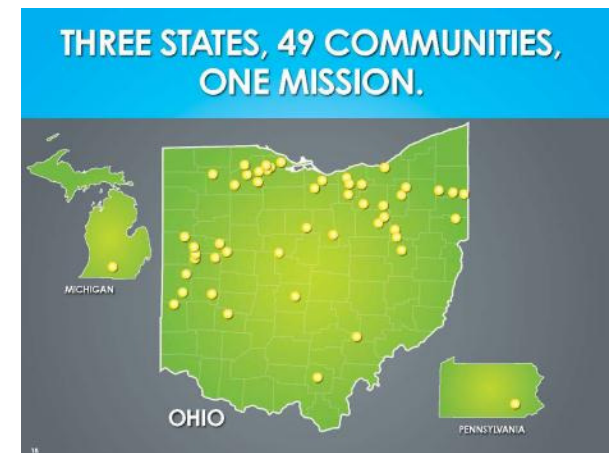 THREE STATES, 49 COMMUNITIES,
ONE MISSION.
MICHIGAN
OHIO
PENNSYLVANIA